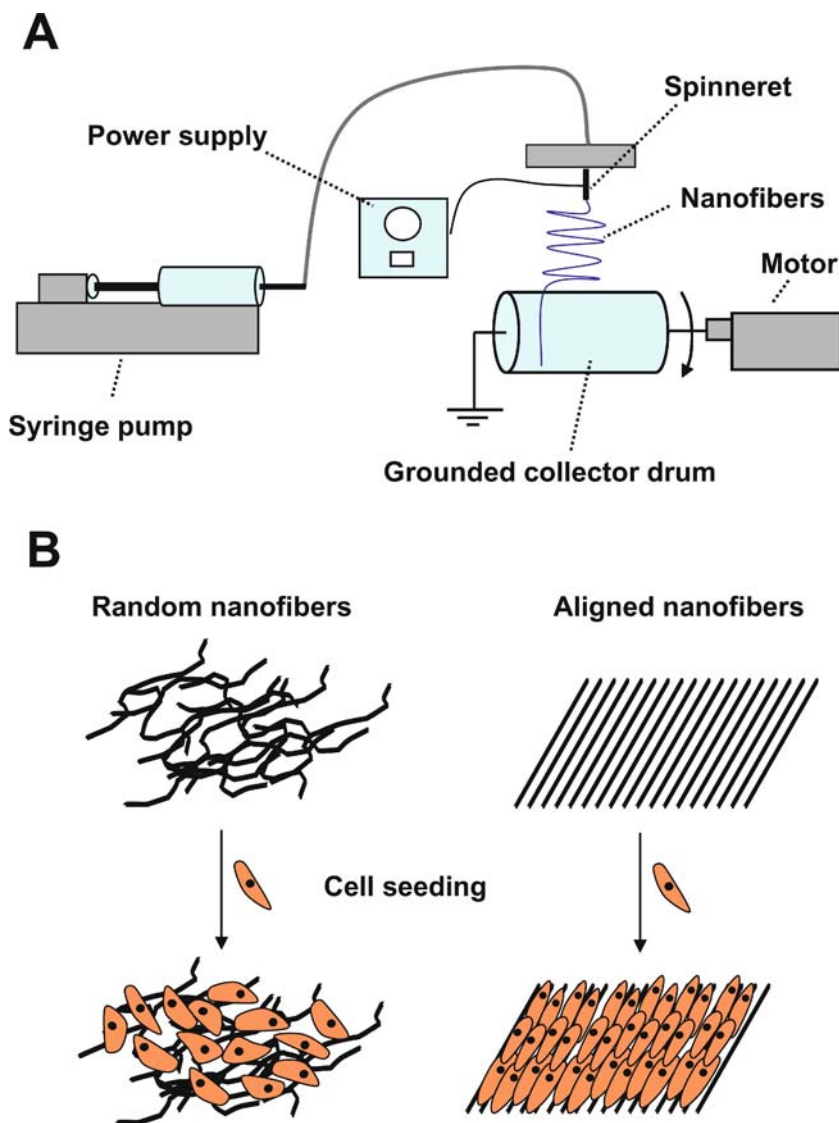 A
Spinneret
Power supply
Nanofibers
Motor
Syringe pump
Grounded collector drum
B
Random nanofibers
Aligned nanofibers
Cell seeding